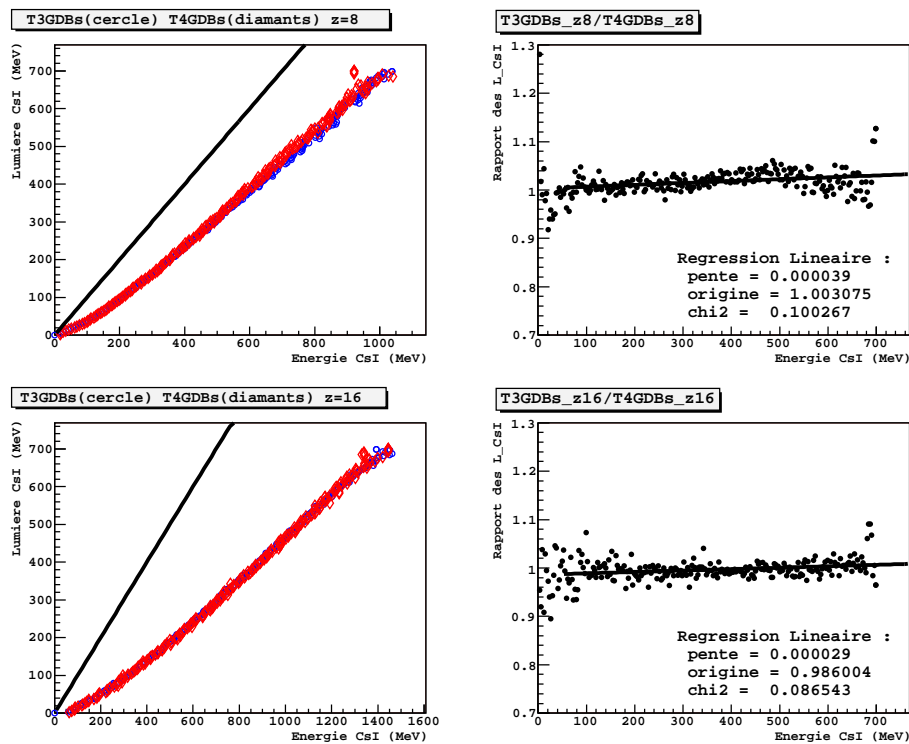 T3GDBs(cercle) T4GDBs(diamants) z=8
Lumiere CsI (MeV)
700
600
500
400
300
200
100
0
0 200 400 600 800 1000
Energie CsI (MeV)
T3GDBs_z8/T4GDBs_z8
Rapport des L_CsI
1.3
1.2
1.1
1
0.9
0.8
0.7
Regression Lineaire :
pente = 0.000039
origine = 1.003075
chi2 = 0.100267
0 100 200 300 400 500 600 700
Energie CsI (MeV)
T3GDBs(cercle) T4GDBs(diamants) z=16
Lumiere CsI (MeV)
700
600
500
400
300
200
100
0
0 200 400 600 800 1000 1200 1400 1600
Energie CsI (MeV)
T3GDBs_z16/T4GDBs_z16
Rapport des L_CsI
1.3
1.2
1.1
1
0.9
0.8
0.7
Regression Lineaire :
pente = 0.000029
origine = 0.986004
chi2 = 0.086543
0 100 200 300 400 500 600 700
Energie CsI (MeV)